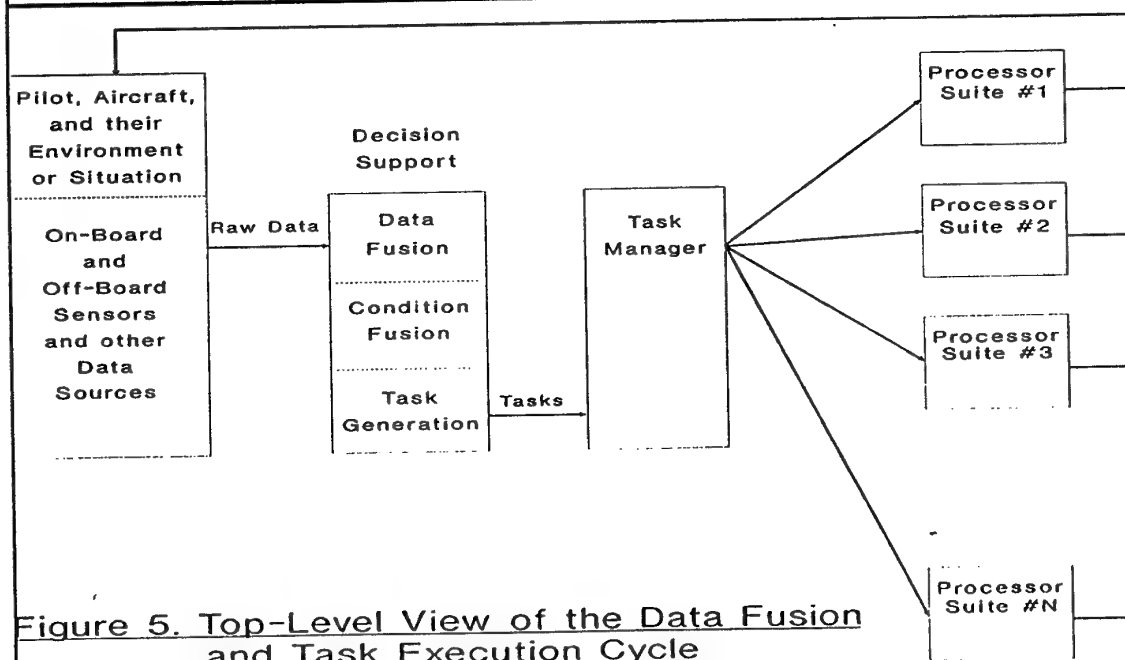 Pilot, Aircraft,
and their
Environment
or Situation
On-Board
and
Off-Board
Sensors
and other
Data
Sources
Raw Data
Decision
Support
Data
Fusion
Condition
Fusion
Task
Generation
Tasks
Task
Manager
Processor
Suite #1
Processor
Suite #2
Processor
Suite #3
Processor
Suite #N
Figure 5. Top-Level View of the Data Fusion
and Task Execution Cycle